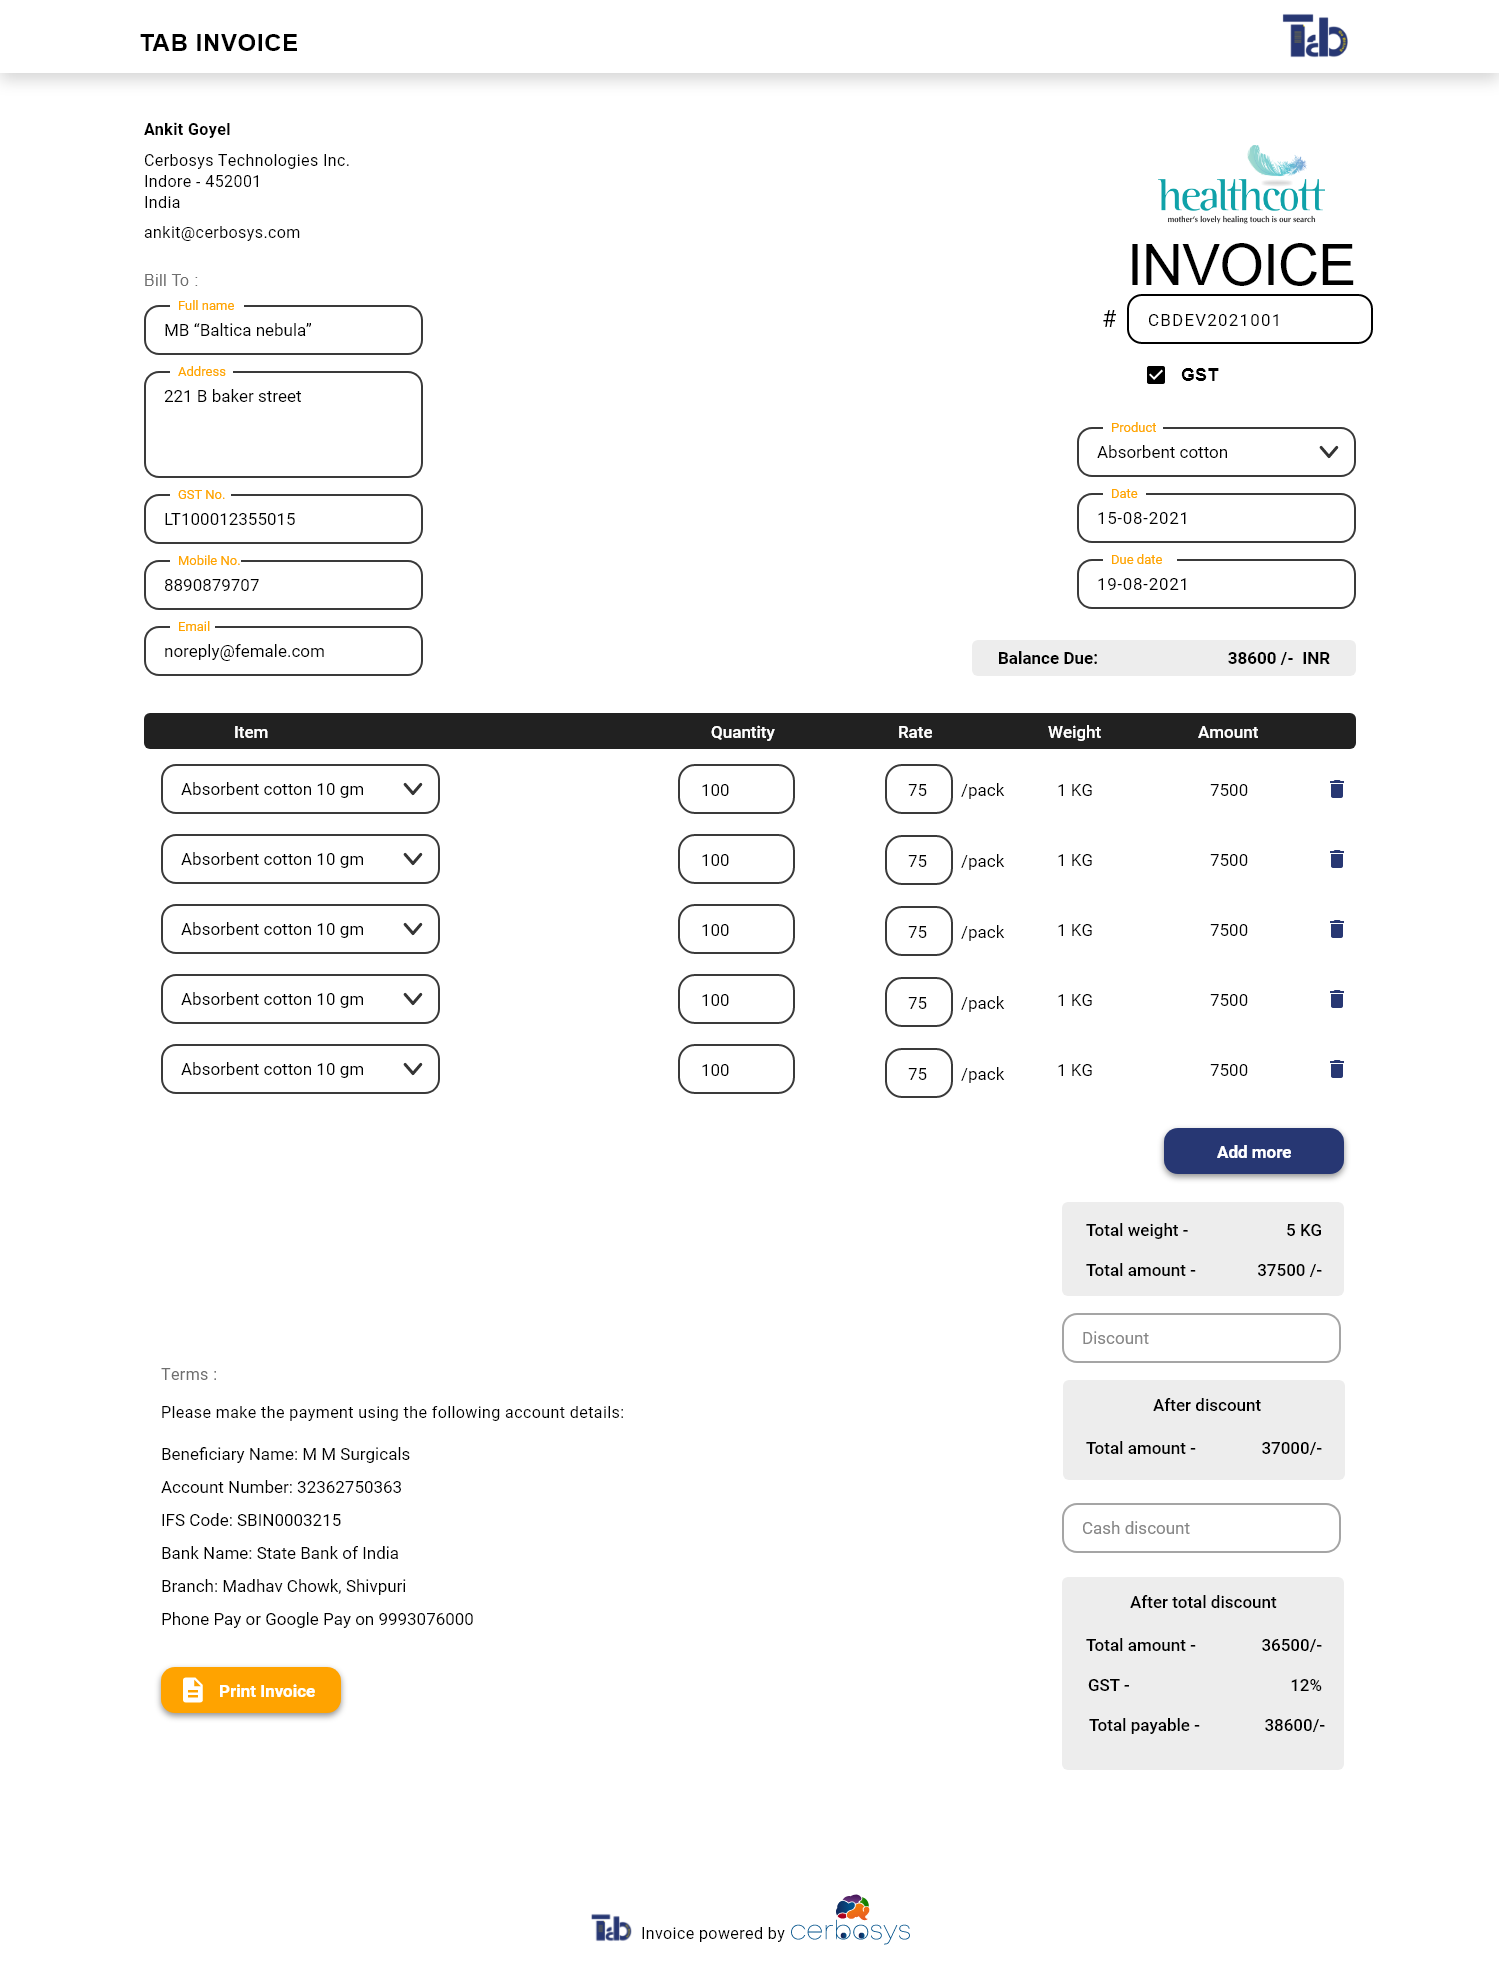 TAB INVOICE
Tab
Ankit Goyel
Cerbosys Technologies Inc.
Indore - 452001
India
ankit@cerbosys.com
healthcott
mother's lovely healing touch is our search
INVOICE
# CBDEV2021001
GST
Bill To :
Full name
MB “Baltica nebula”
Address
221 B baker street
GST No.
LT100012355015
Mobile No.
8890879707
Email
noreply@female.com
Product
Absorbent cotton
Date
15-08-2021
Due date
19-08-2021
Balance Due: 38600 /- INR
Item Quantity Rate Weight Amount
Absorbent cotton 10 gm 100 75 /pack 1 KG 7500
Absorbent cotton 10 gm 100 75 /pack 1 KG 7500
Absorbent cotton 10 gm 100 75 /pack 1 KG 7500
Absorbent cotton 10 gm 100 75 /pack 1 KG 7500
Absorbent cotton 10 gm 100 75 /pack 1 KG 7500
Add more
Total weight - 5 KG
Total amount - 37500 /-
Discount
After discount
Total amount - 37000/-
Cash discount
After total discount
Total amount - 36500/-
GST - 12%
Total payable - 38600/-
Terms :
Please make the payment using the following account details:
Beneficiary Name: M M Surgicals
Account Number: 32362750363
IFS Code: SBIN0003215
Bank Name: State Bank of India
Branch: Madhav Chowk, Shivpuri
Phone Pay or Google Pay on 9993076000
Print Invoice
Tab Invoice powered by cerbosys